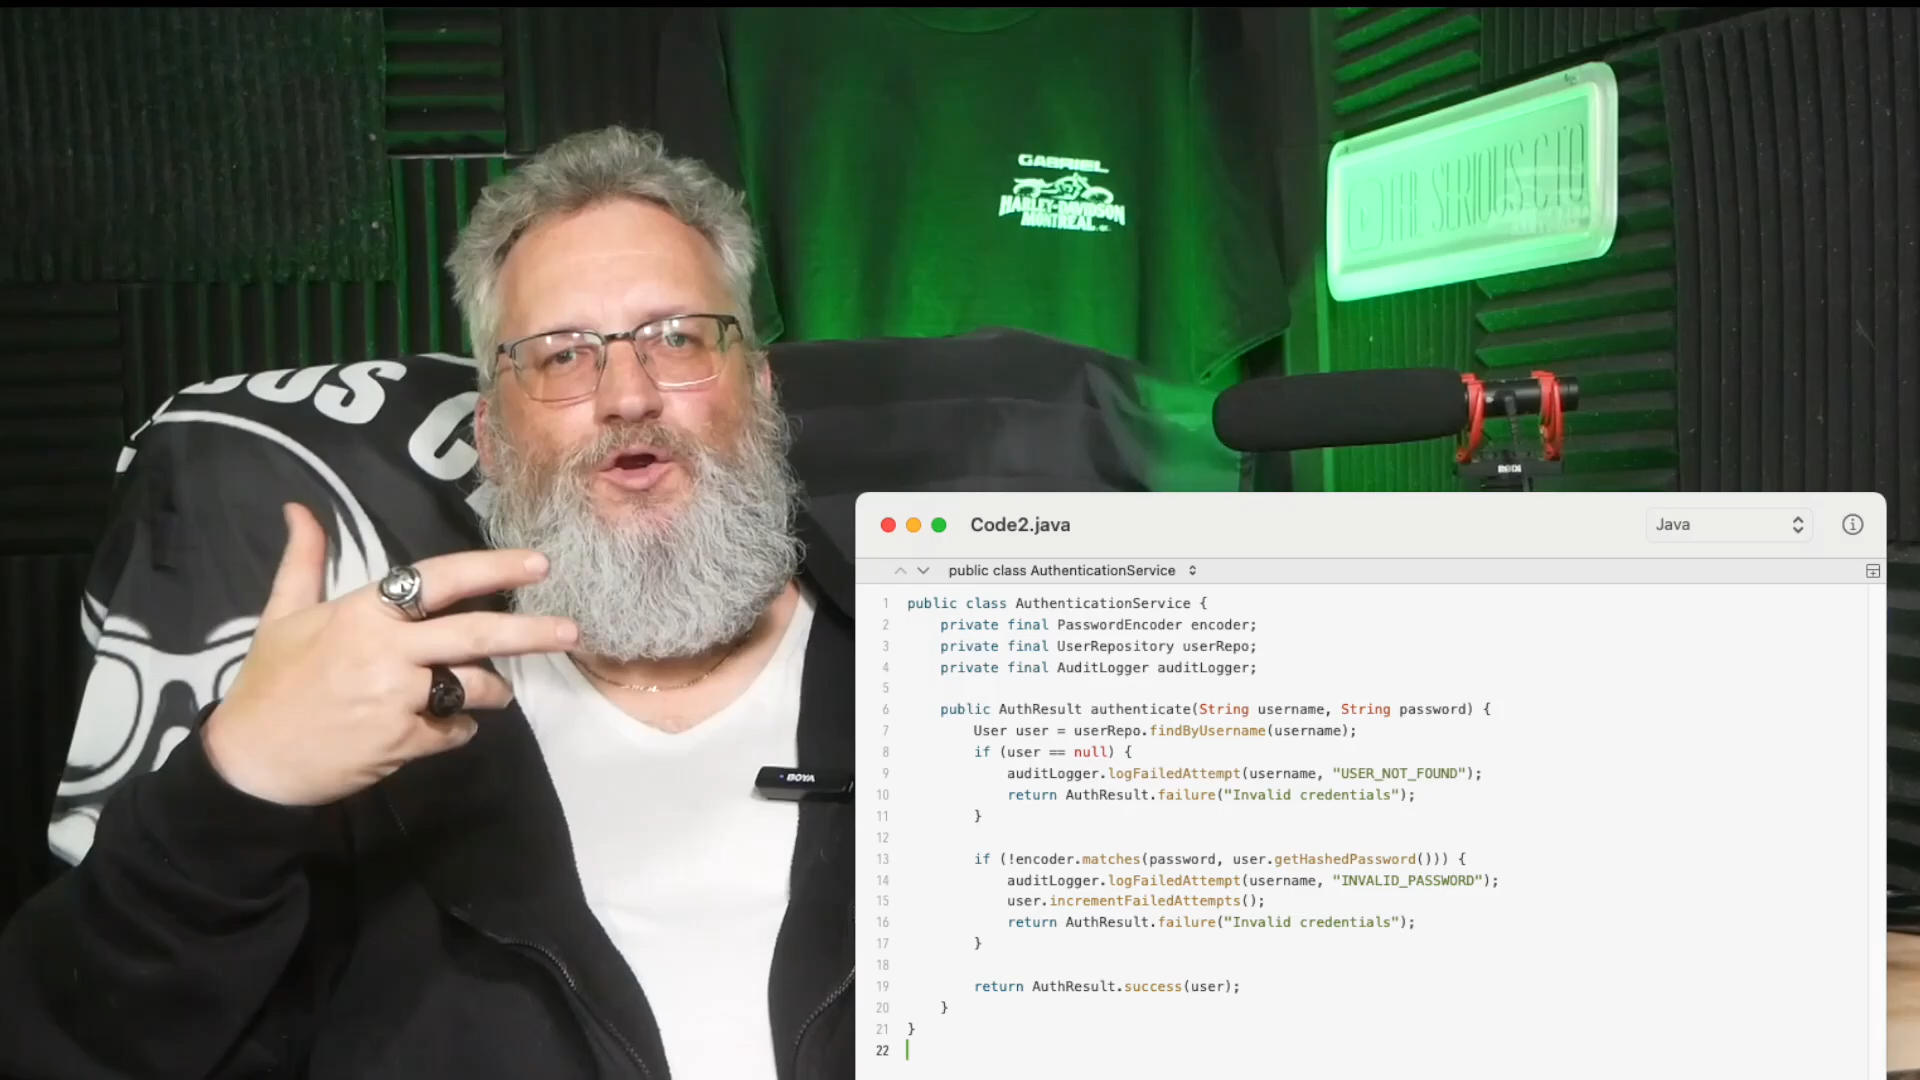 GABRIEL
HARLEY-DAVIDSON
MONTREAL
THE SERIOUS CTO
OUS C
BOYA
Code2.java
Java
public class AuthenticationService
1 public class AuthenticationService {
2 private final PasswordEncoder encoder;
3 private final UserRepository userRepo;
4 private final AuditLogger auditLogger;
5
6 public AuthResult authenticate(String username, String password) {
7 User user = userRepo.findByUsername(username);
8 if (user == null) {
9 auditLogger.logFailedAttempt(username, "USER_NOT_FOUND");
10 return AuthResult.failure("Invalid credentials");
11 }
12
13 if (!encoder.matches(password, user.getHashedPassword())) {
14 auditLogger.logFailedAttempt(username, "INVALID_PASSWORD");
15 user.incrementFailedAttempts();
16 return AuthResult.failure("Invalid credentials");
17 }
18
19 return AuthResult.success(user);
20 }
21 }
22